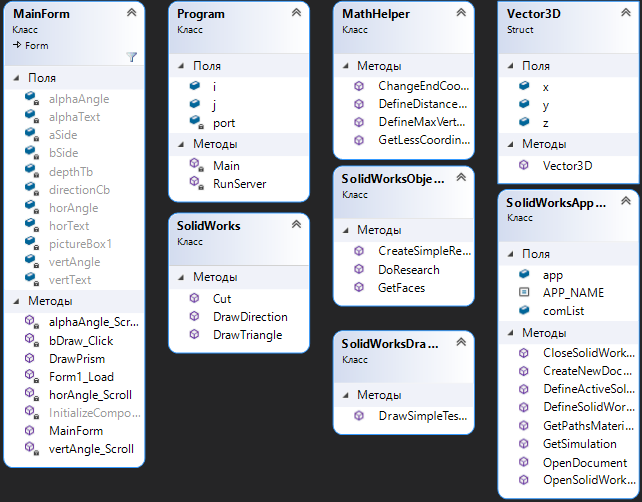 MainForm
Класс
Form
Поля
alphaAngle
alphaText
aSide
bSide
depthTb
directionCb
horAngle
horText
pictureBox1
vertAngle
vertText
Методы
alphaAngle_Scr...
bDraw_Click
DrawPrism
Form1_Load
horAngle_Scroll
InitializeCompo...
MainForm
vertAngle_Scroll
Program
Класс
Поля
i
j
port
Методы
Main
RunServer
SolidWorks
Класс
Методы
Cut
DrawDirection
DrawTriangle
MathHelper
Класс
Методы
ChangeEndCoo...
DefineDistance...
DefineMaxVert...
GetLessCoordin...
SolidWorksObje...
Класс
Методы
CreateSimpleRe...
DoResearch
GetFaces
SolidWorksDra...
Класс
Методы
DrawSimpleTes...
Vector3D
Struct
Поля
x
y
z
Методы
Vector3D
SolidWorksApp...
Класс
Поля
app
APP_NAME
comList
Методы
CloseSolidWork...
CreateNewDoc...
DefineActiveSol...
DefineSolidWor...
GetPathsMateri...
GetSimulation
OpenDocument
OpenSolidWork...